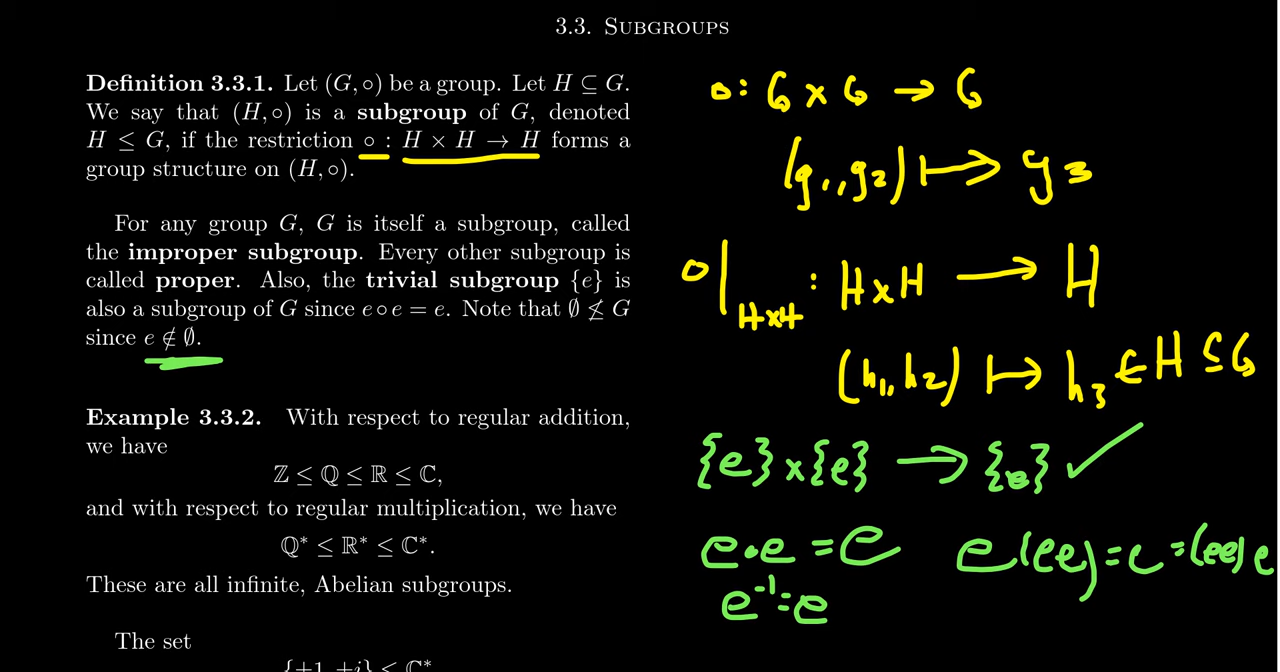 3.3. SUBGROUPS
Definition 3.3.1. Let (G, ∘) be a group. Let H ⊆ G.
We say that (H, ∘) is a subgroup of G, denoted
H ≤ G, if the restriction ∘ : H × H → H forms a
group structure on (H, ∘).
For any group G, G is itself a subgroup, called
the improper subgroup. Every other subgroup is
called proper. Also, the trivial subgroup {e} is
also a subgroup of G since e ∘ e = e. Note that ∅ ≰ G
since e ∉ ∅.
Example 3.3.2. With respect to regular addition,
we have
ℤ ≤ ℚ ≤ ℝ ≤ ℂ,
and with respect to regular multiplication, we have
ℚ* ≤ ℝ* ≤ ℂ*.
These are all infinite, Abelian subgroups.
The set
{±1, ±i} ≤ ℂ*
∘: G × G → G
(g₁, g₂) ↦ g₃
∘|H×H : H×H → H
(h₁, h₂) ↦ h₃ ∈ H ⊆ G
{e} × {e} → {e} ✓
e∘e = e e(ee) = e = (ee)e
e⁻¹ = e